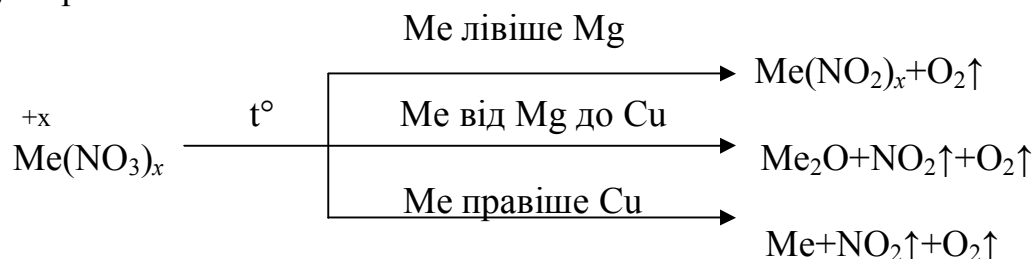 Ме лівіше Mg
Me(NO₂)ₓ+O₂↑
+x
t°
Ме від Mg до Cu
Me(NO₃)ₓ
Me₂O+NO₂↑+O₂↑
Ме правіше Cu
Me+NO₂↑+O₂↑